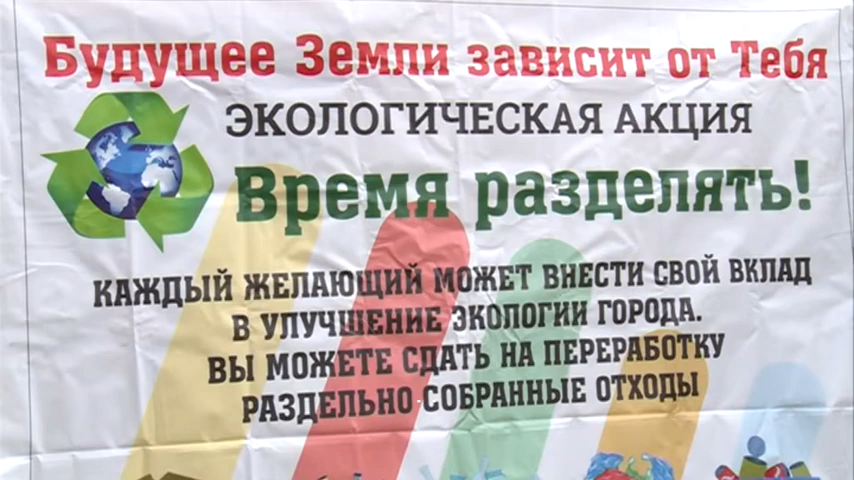 Будущее Земли зависит от Тебя
ЭКОЛОГИЧЕСКАЯ АКЦИЯ
Время разделять!
КАЖДЫЙ ЖЕЛАЮЩИЙ МОЖЕТ ВНЕСТИ СВОЙ ВКЛАД
В УЛУЧШЕНИЕ ЭКОЛОГИИ ГОРОДА.
ВЫ МОЖЕТЕ СДАТЬ НА ПЕРЕРАБОТКУ
РАЗДЕЛЬНО СОБРАННЫЕ ОТХОДЫ